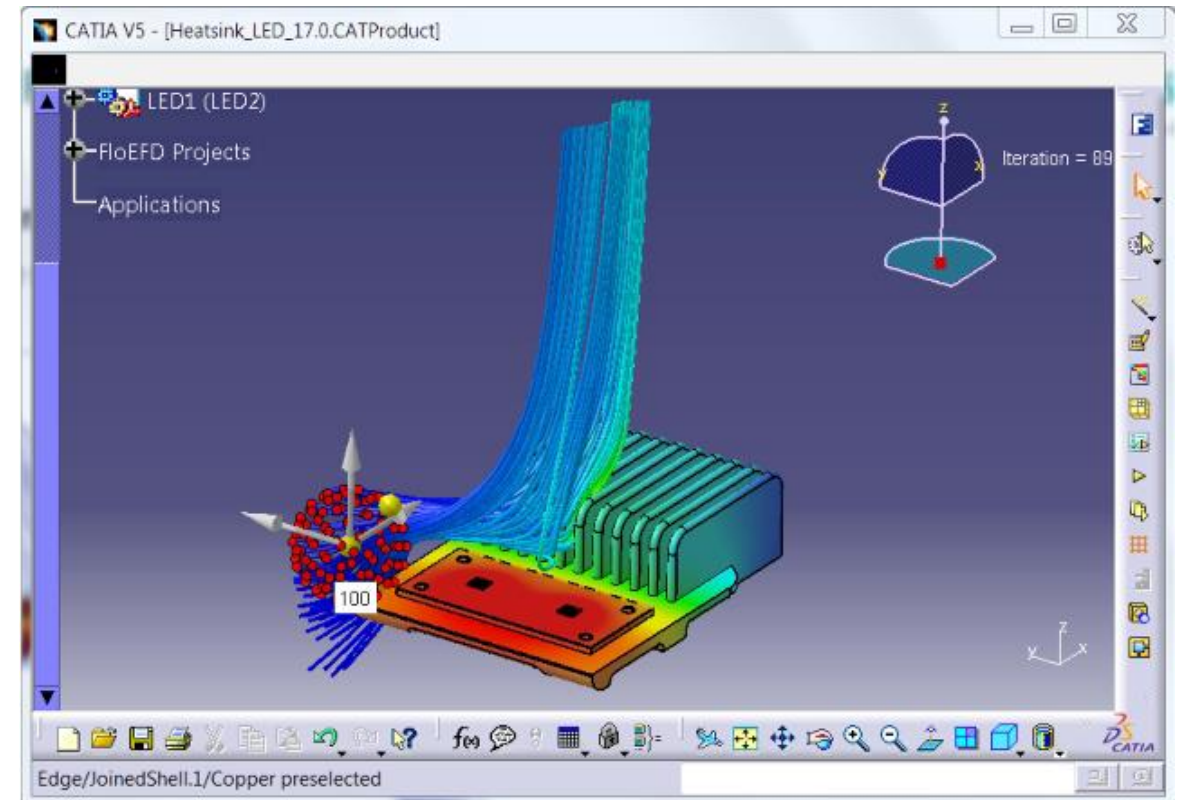 CATIA V5 - [Heatsink_LED_17.0.CATProduct]
LED1 (LED2)
FloEFD Projects
Applications
z
y
x
Iteration = 89
100
z
y
x
f(x)
CATIA
Edge/JoinedShell.1/Copper preselected